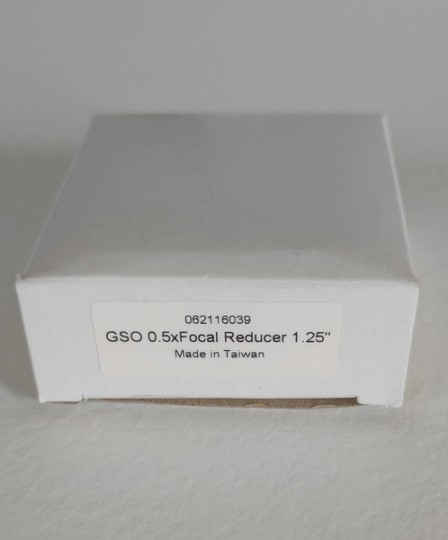 062116039
GSO 0.5xFocal Reducer 1.25"
Made in Taiwan